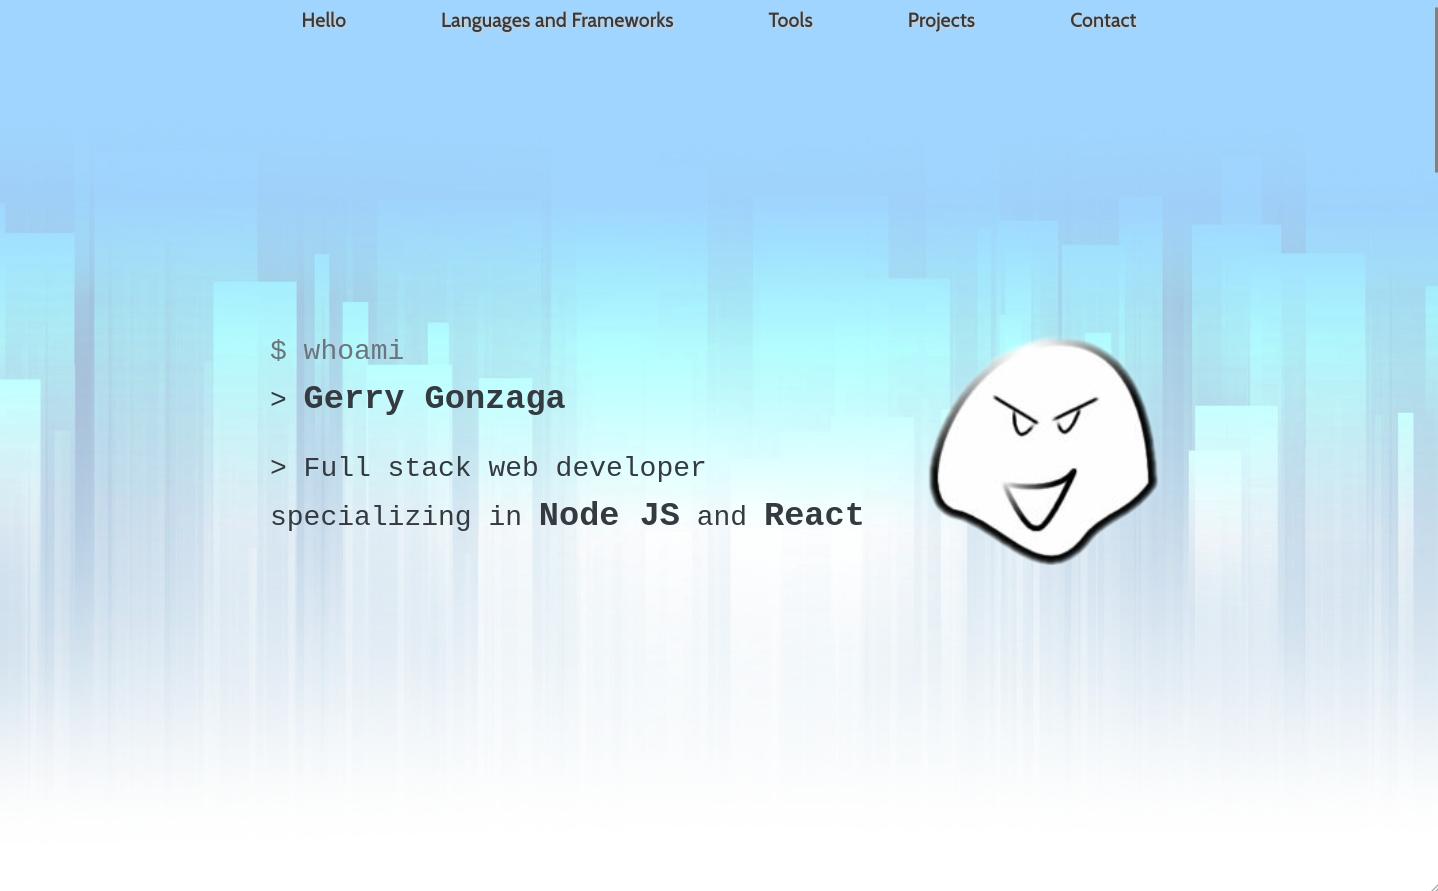 Hello Languages and Frameworks Tools Projects Contact
$ whoami
> Gerry Gonzaga
> Full stack web developer
specializing in Node JS and React